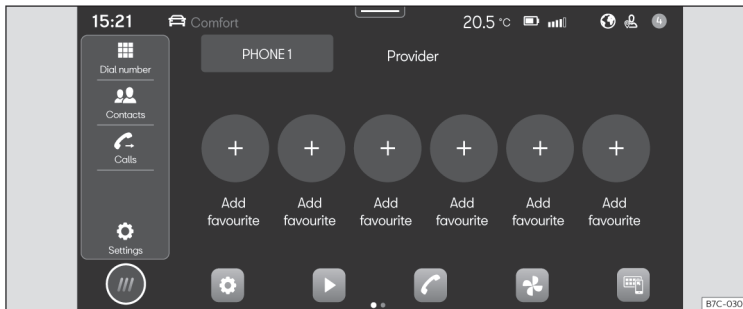 15:21 Comfort 20.5 °C 4
PHONE 1 Provider
Dial number
Contacts
Calls
Settings
Add Add Add Add Add Add
favourite favourite favourite favourite favourite favourite
B7C-030